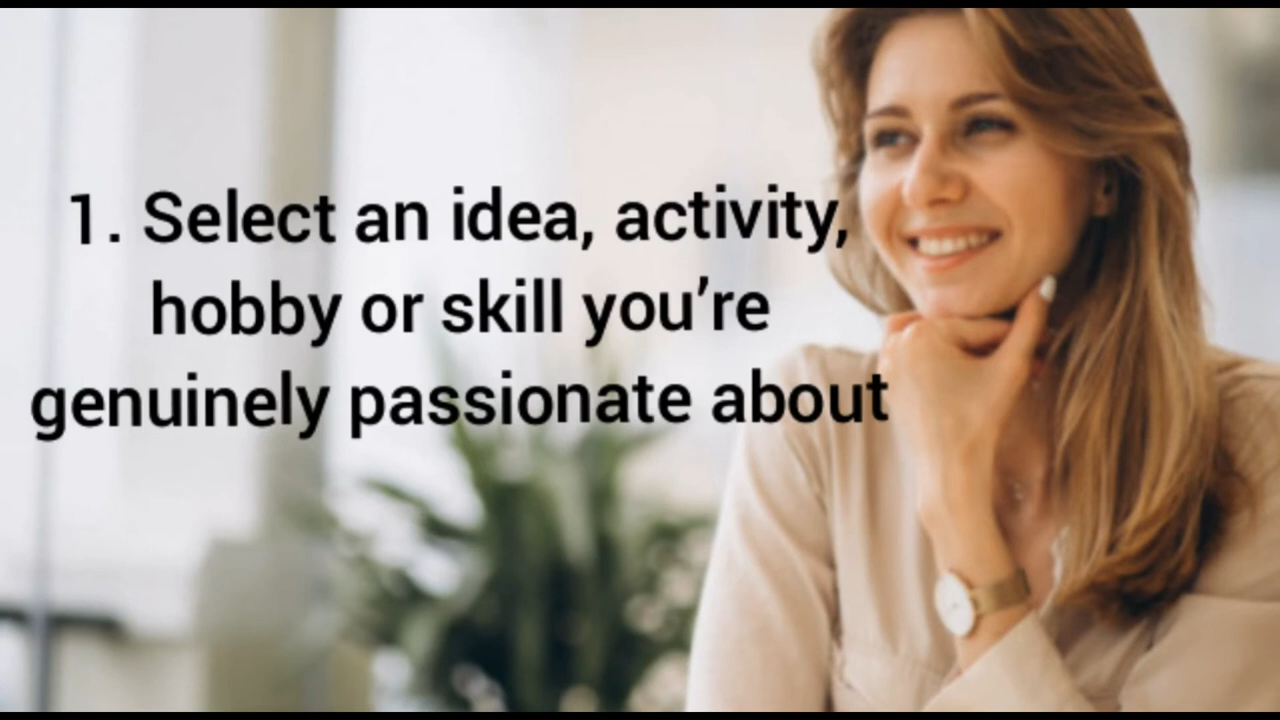 1. Select an idea, activity,
hobby or skill you’re
genuinely passionate about